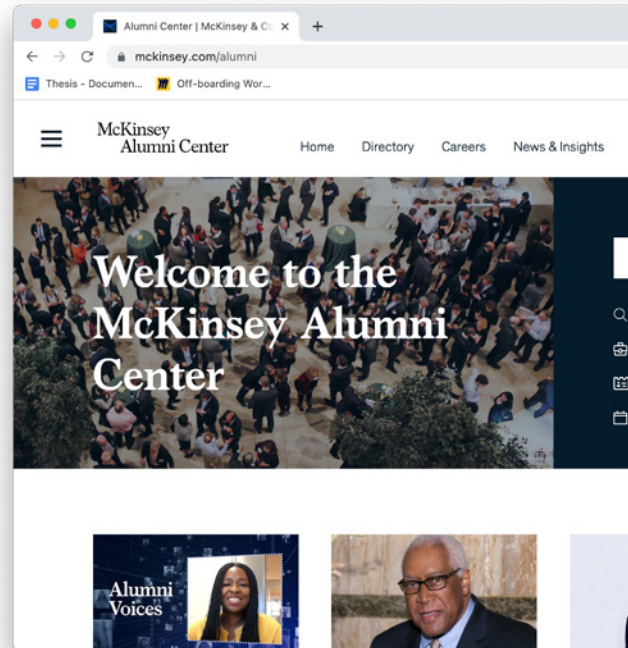 Alumni Center | McKinsey & Co
mckinsey.com/alumni
Thesis - Documen...
Off-boarding Wor...
McKinsey
Alumni Center
Home
Directory
Careers
News & Insights
Welcome to the
McKinsey Alumni
Center
Alumni
Voices